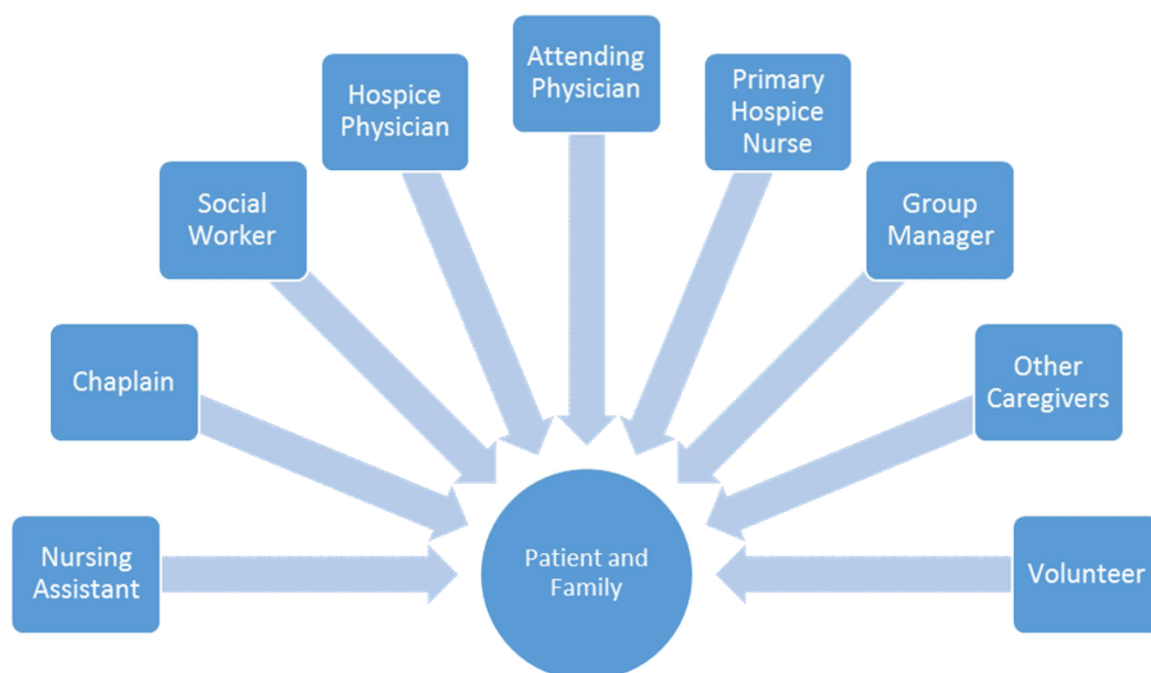 Attending
Physician
Hospice
Physician
Primary
Hospice
Nurse
Social
Worker
Group
Manager
Chaplain
Other
Caregivers
Nursing
Assistant
Patient and
Family
Volunteer